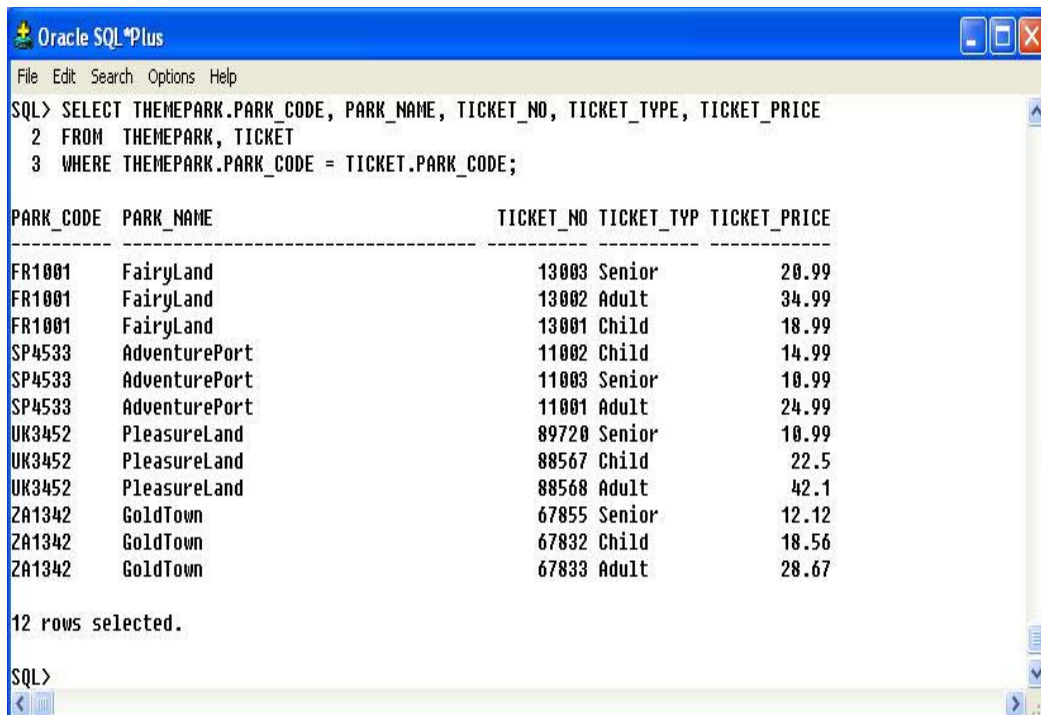 Oracle SQL*Plus
File Edit Search Options Help
SQL> SELECT THEMEPARK.PARK_CODE, PARK_NAME, TICKET_NO, TICKET_TYPE, TICKET_PRICE
2 FROM THEMEPARK, TICKET
3 WHERE THEMEPARK.PARK_CODE = TICKET.PARK_CODE;
PARK_CODE PARK_NAME TICKET_NO TICKET_TYP TICKET_PRICE
---------- ----------------------------------- ---------- ---------- ------------
FR1001 FairyLand 13003 Senior 20.99
FR1001 FairyLand 13002 Adult 34.99
FR1001 FairyLand 13001 Child 18.99
SP4533 AdventurePort 11002 Child 14.99
SP4533 AdventurePort 11003 Senior 10.99
SP4533 AdventurePort 11001 Adult 24.99
UK3452 PleasureLand 89720 Senior 10.99
UK3452 PleasureLand 88567 Child 22.5
UK3452 PleasureLand 88568 Adult 42.1
ZA1342 GoldTown 67855 Senior 12.12
ZA1342 GoldTown 67832 Child 18.56
ZA1342 GoldTown 67833 Adult 28.67
12 rows selected.
SQL>